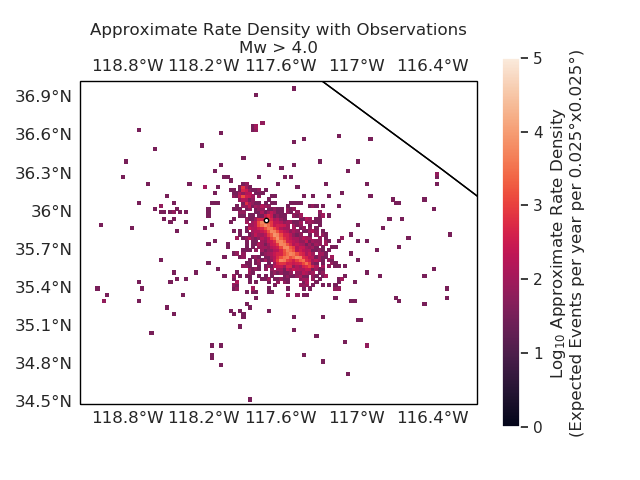 Approximate Rate Density with Observations
Mw > 4.0
118.8°W 118.2°W 117.6°W 117°W 116.4°W
36.9°N
36.6°N
36.3°N
36°N
35.7°N
35.4°N
35.1°N
34.8°N
34.5°N
118.8°W 118.2°W 117.6°W 117°W 116.4°W
5
4
3
2
1
0
Log₁₀ Approximate Rate Density
(Expected Events per year per 0.025°x0.025°)